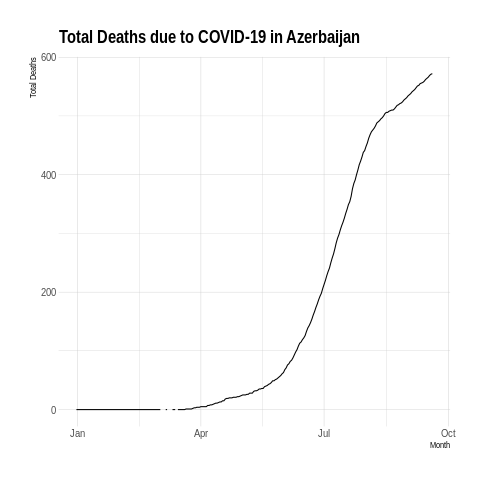 Total Deaths due to COVID-19 in Azerbaijan
Total Deaths
600
400
200
0
Jan Apr Jul Oct
Month